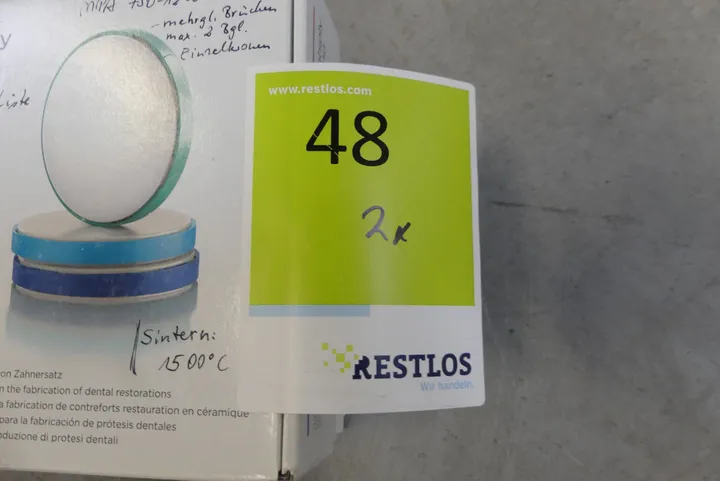 - mehrgl. Brücken
max. 2 Bgl.
- Einzelkronen
www.restlos.com
48
2x
Sintern:
1500°C
RESTLOS
Wir handeln.
on Zahnersatz
n the fabrication of dental restorations
a fabrication de contreforts restauration en céramique
para la fabricación de prótesis dentales
oduzione di protesi dentali